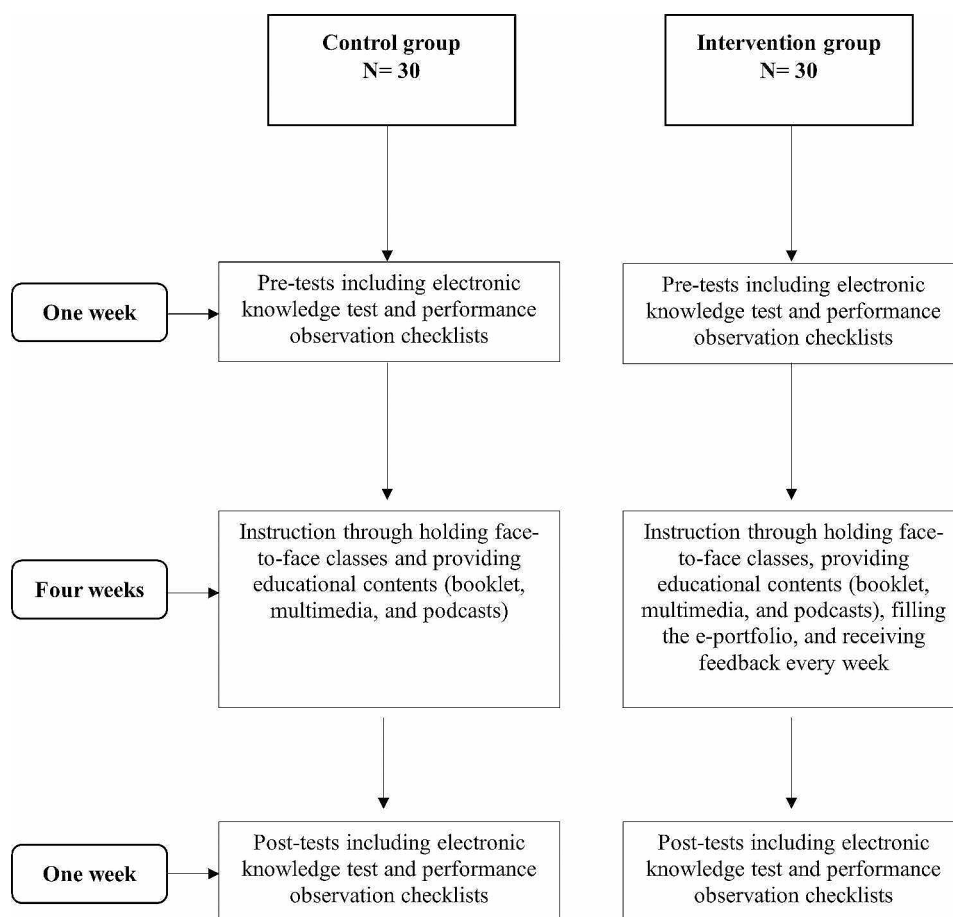 Control group
N= 30
Intervention group
N= 30
One week
Pre-tests including electronic
knowledge test and performance
observation checklists
Pre-tests including electronic
knowledge test and performance
observation checklists
Four weeks
Instruction through holding face-
to-face classes and providing
educational contents (booklet,
multimedia, and podcasts)
Instruction through holding face-
to-face classes, providing
educational contents (booklet,
multimedia, and podcasts), filling
the e-portfolio, and receiving
feedback every week
One week
Post-tests including electronic
knowledge test and performance
observation checklists
Post-tests including electronic
knowledge test and performance
observation checklists